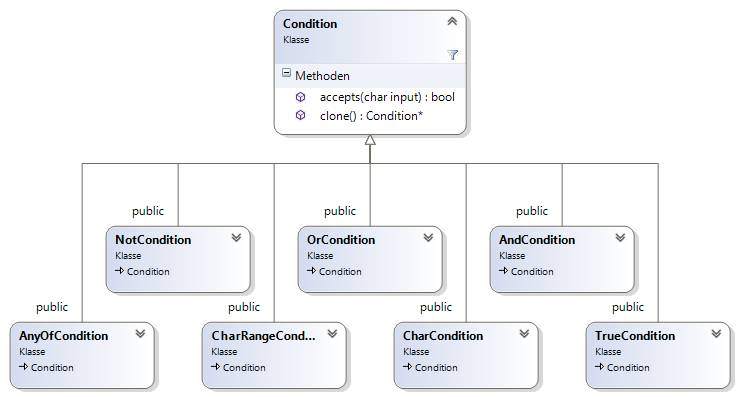 Condition
Klasse
Methoden
accepts(char input) : bool
clone() : Condition*
public
public
public
NotCondition
Klasse
Condition
OrCondition
Klasse
Condition
AndCondition
Klasse
Condition
public
public
public
public
AnyOfCondition
Klasse
Condition
CharRangeCond...
Klasse
Condition
CharCondition
Klasse
Condition
TrueCondition
Klasse
Condition